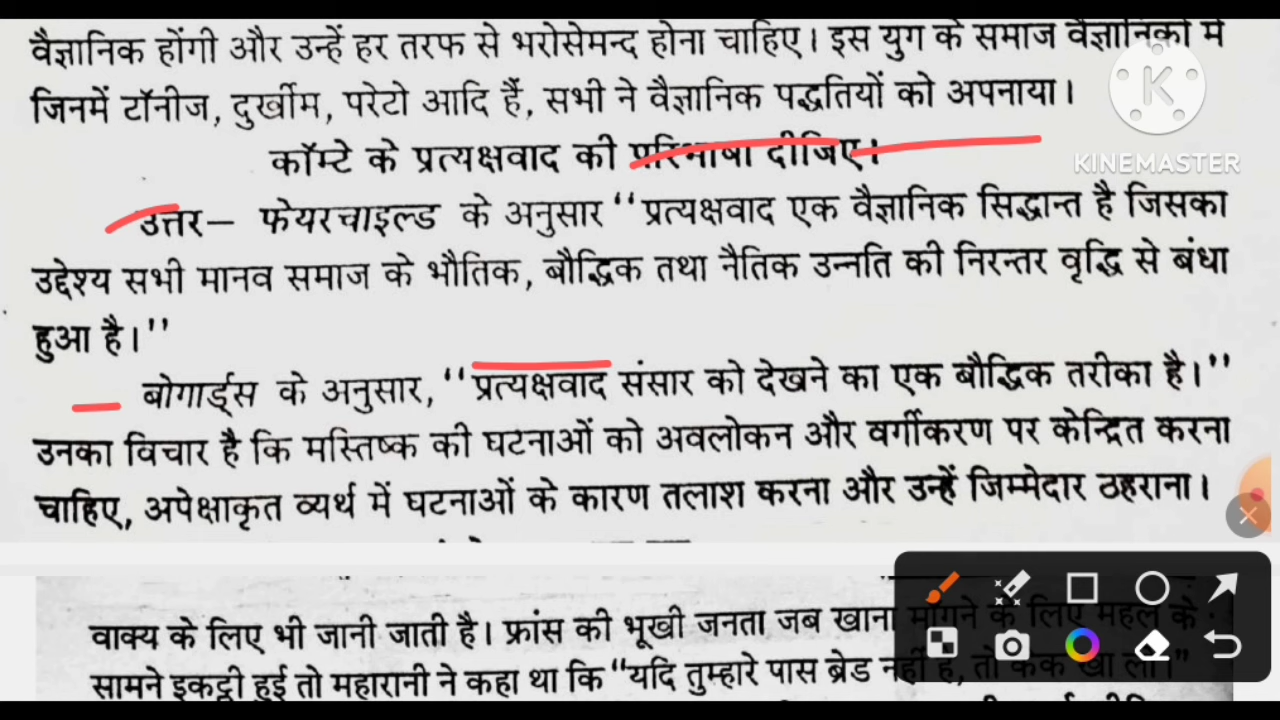 वैज्ञानिक होंगी और उन्हें हर तरफ से भरोसेमन्द होना चाहिए। इस युग के समाज वैज्ञानिकों में
जिनमें टॉनीज, दुर्खीम, परेटो आदि हैं, सभी ने वैज्ञानिक पद्धतियों को अपनाया।
कॉम्टे के प्रत्यक्षवाद की परिभाषा दीजिए।
KINEMASTER
उत्तर– फेयरचाइल्ड के अनुसार ‘‘प्रत्यक्षवाद एक वैज्ञानिक सिद्धान्त है जिसका
उद्देश्य सभी मानव समाज के भौतिक, बौद्धिक तथा नैतिक उन्नति की निरन्तर वृद्धि से बंधा
हुआ है।’’
बोगार्ड्स के अनुसार, ‘‘प्रत्यक्षवाद संसार को देखने का एक बौद्धिक तरीका है।’’
उनका विचार है कि मस्तिष्क की घटनाओं को अवलोकन और वर्गीकरण पर केन्द्रित करना
चाहिए, अपेक्षाकृत व्यर्थ में घटनाओं के कारण तलाश करना और उन्हें जिम्मेदार ठहराना।
वाक्य के लिए भी जानी जाती है। फ्रांस की भूखी जनता जब खाना मांगने के लिए महल के
सामने इकट्ठी हुई तो महारानी ने कहा था कि “यदि तुम्हारे पास ब्रेड नहीं है, तो केक खा लो।”